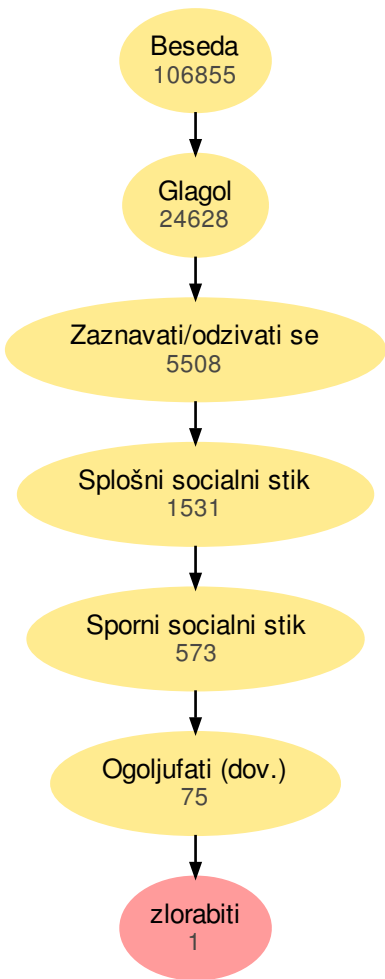 Beseda
106855
Glagol
24628
Zaznavati/odzivati se
5508
Splošni socialni stik
1531
Sporni socialni stik
573
Ogoljufati (dov.)
75
zlorabiti
1